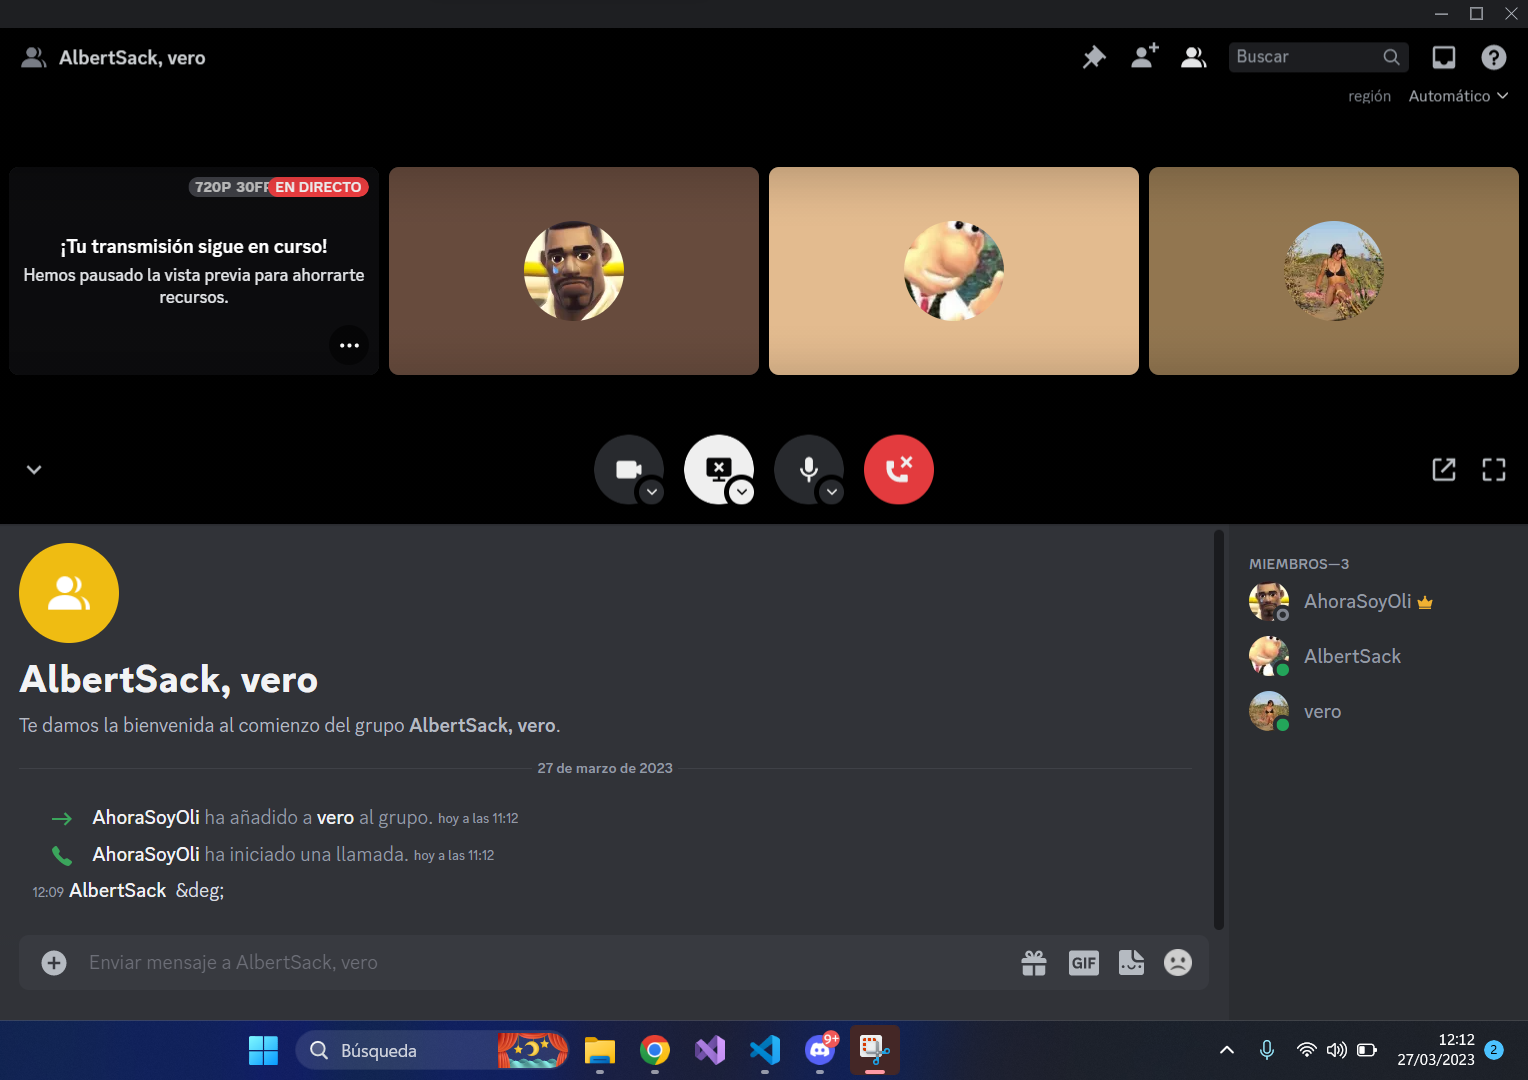 AlbertSack, vero
Buscar
región Automático
720P 30FP EN DIRECTO
¡Tu transmisión sigue en curso!
Hemos pausado la vista previa para ahorrarte
recursos.
AlbertSack, vero
Te damos la bienvenida al comienzo del grupo AlbertSack, vero.
27 de marzo de 2023
AhoraSoyOli ha añadido a vero al grupo. hoy a las 11:12
AhoraSoyOli ha iniciado una llamada. hoy a las 11:12
12:09 AlbertSack &deg;
Enviar mensaje a AlbertSack, vero
GIF
MIEMBROS—3
AhoraSoyOli
AlbertSack
vero
Búsqueda
9+
12:12
27/03/2023
2